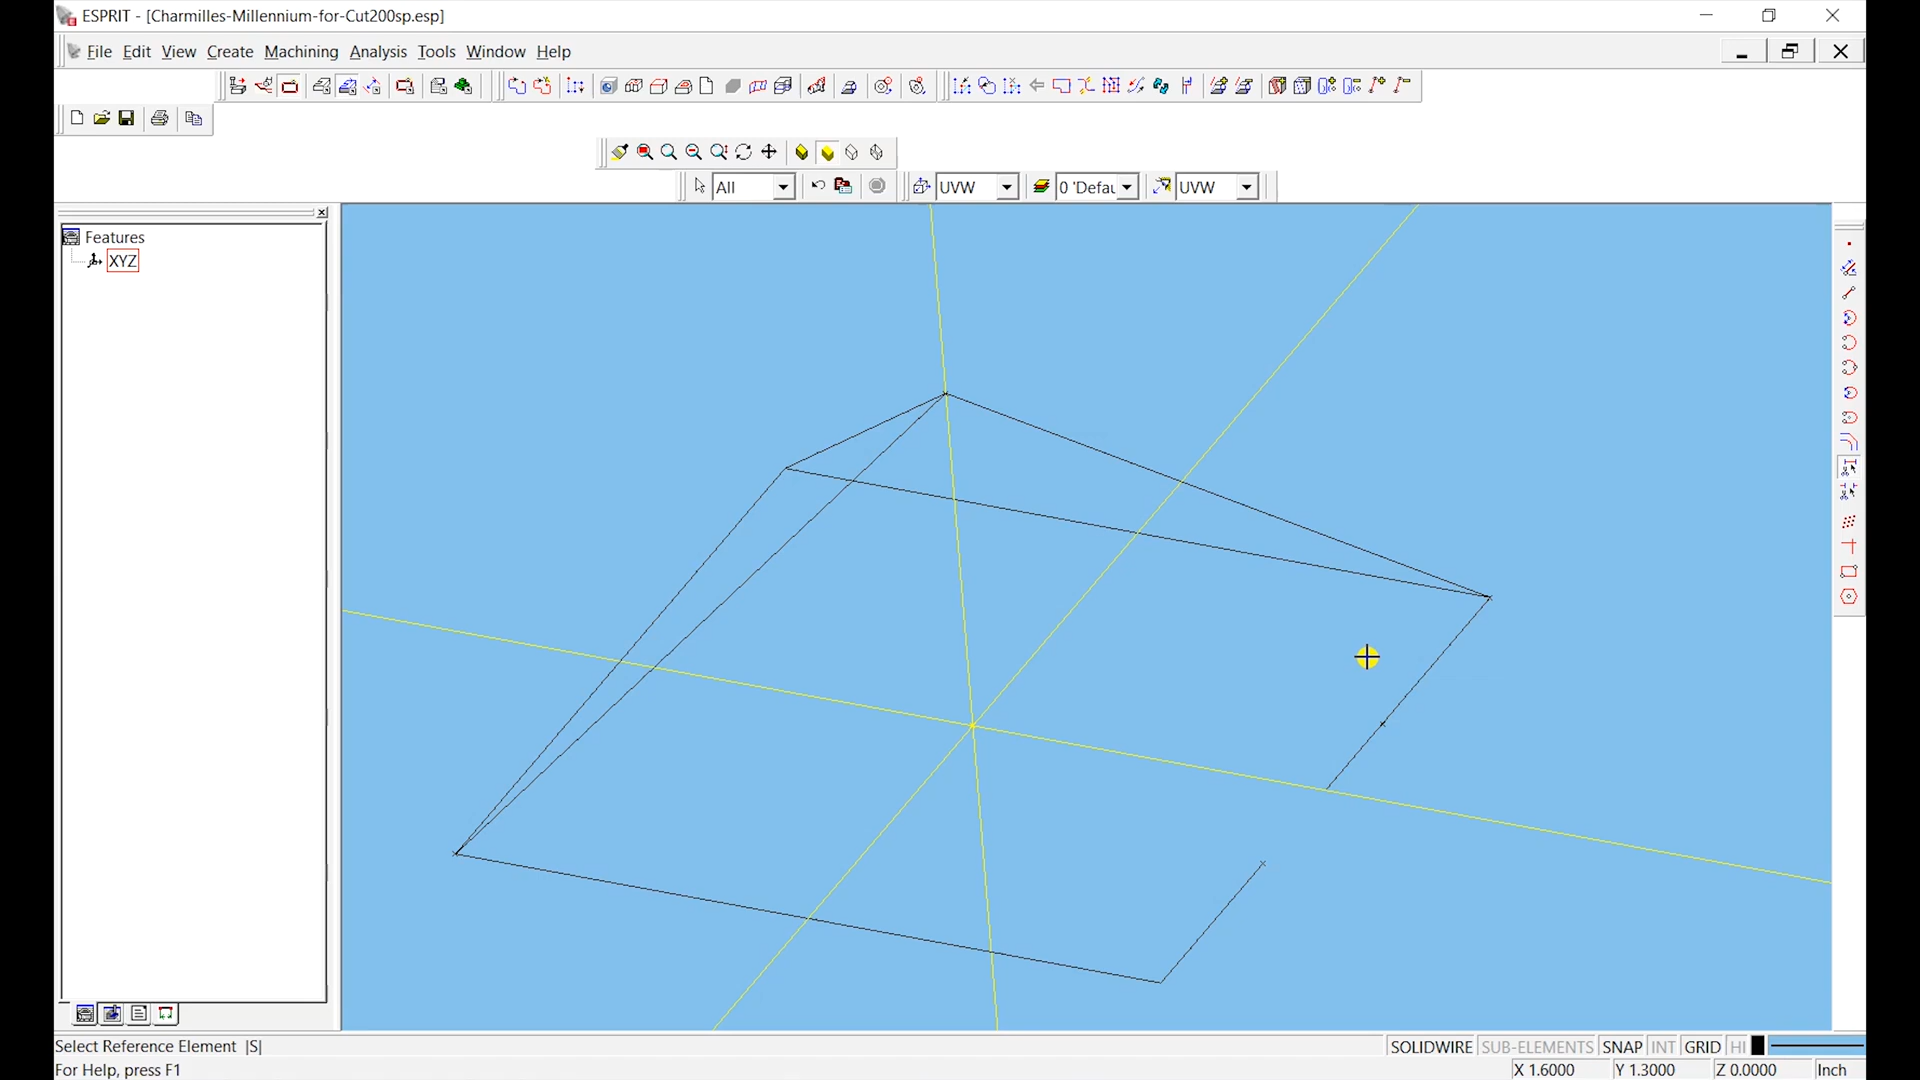 ESPRIT - [Charmilles-Millennium-for-Cut200sp.esp]
File Edit View Create Machining Analysis Tools Window Help
All UVW 0 'Defau UVW
Features
XYZ
Select Reference Element |S|
SOLIDWIRE SUB-ELEMENTS SNAP INT GRID HI
For Help, press F1
X 1.6000 Y 1.3000 Z 0.0000 Inch